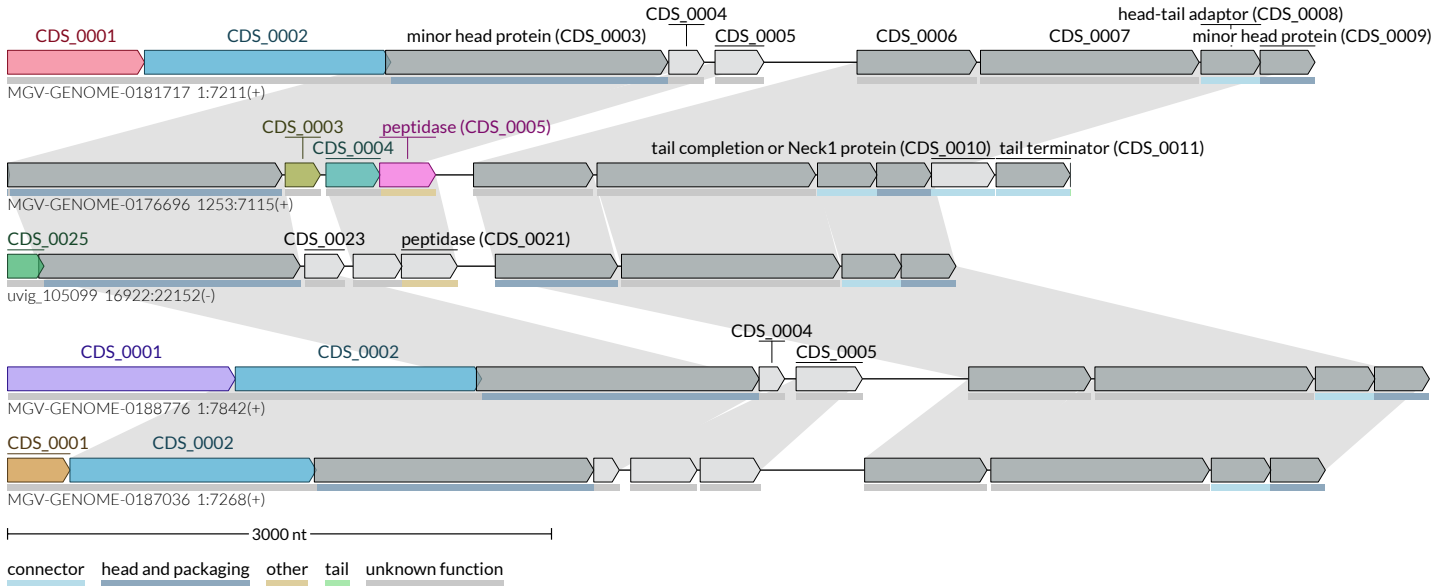 CDS_0004 head-tail adaptor (CDS_0008)
CDS_0001 CDS_0002 minor head protein (CDS_0003) CDS_0005 CDS_0006 CDS_0007 minor head protein (CDS_0009)
MGV-GENOME-0181717 1:7211(+)
CDS_0003 peptidase (CDS_0005)
CDS_0004 tail completion or Neck1 protein (CDS_0010) tail terminator (CDS_0011)
MGV-GENOME-0176696 1253:7115(+)
CDS_0025 CDS_0023 peptidase (CDS_0021)
uvig_105099 16922:22152(-)
CDS_0004
CDS_0001 CDS_0002 CDS_0005
MGV-GENOME-0188776 1:7842(+)
CDS_0001 CDS_0002
MGV-GENOME-0187036 1:7268(+)
3000 nt
connector head and packaging other tail unknown function